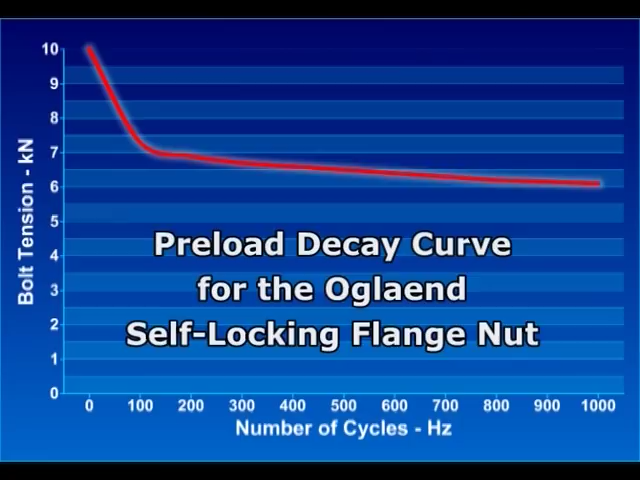 10
9
8
7
6
5
4
3
2
1
0
Bolt Tension - kN
Preload Decay Curve
for the Oglaend
Self-Locking Flange Nut
0 100 200 300 400 500 600 700 800 900 1000
Number of Cycles - Hz